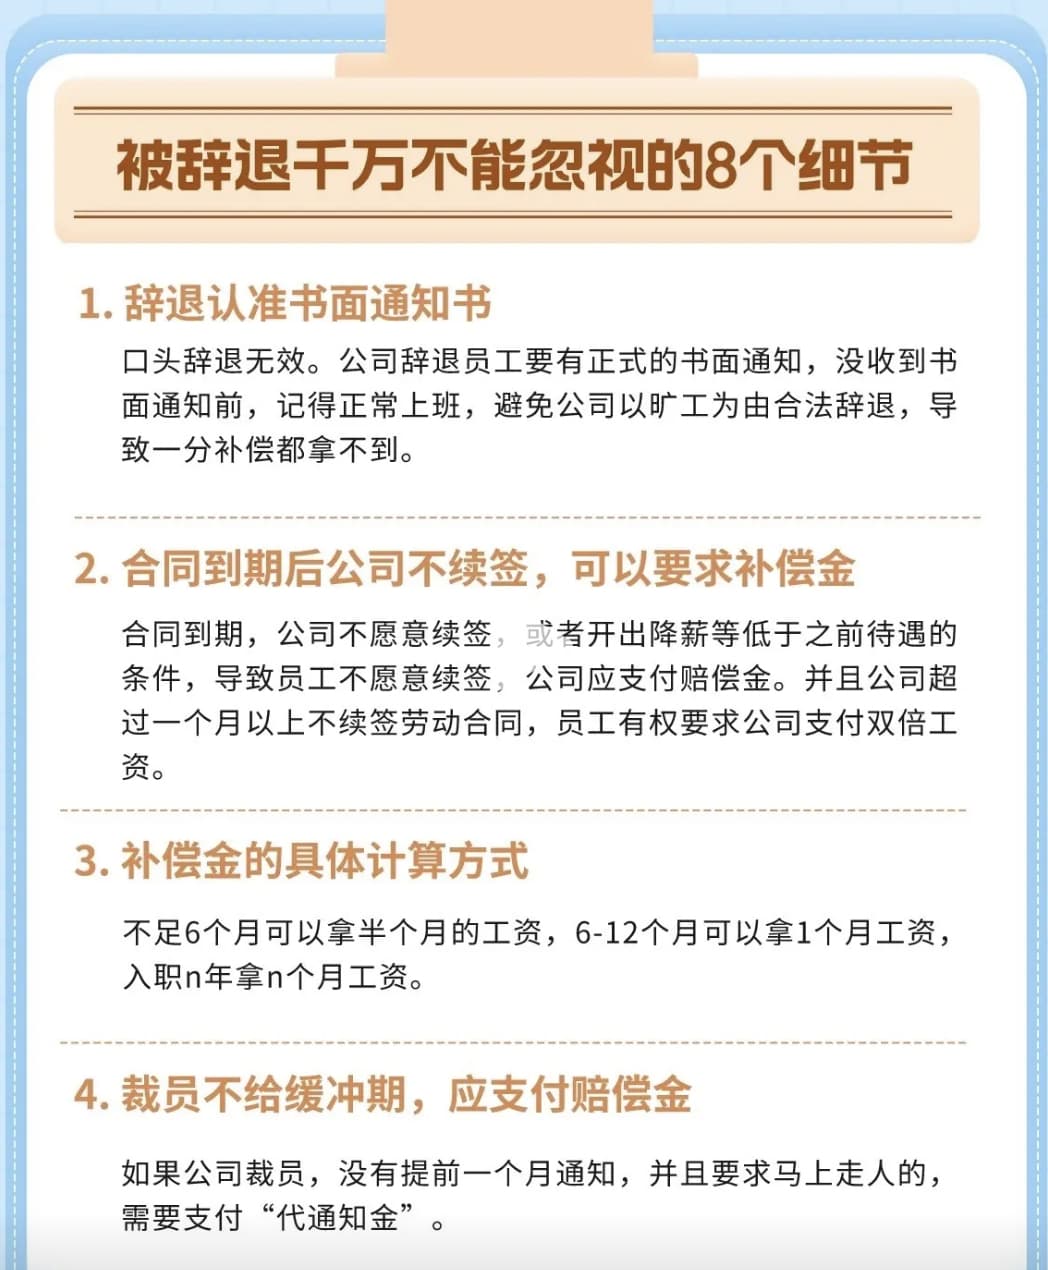 被辞退千万不能忽视的8个细节
1. 辞退认准书面通知书
口头辞退无效。公司辞退员工要有正式的书面通知，没收到书
面通知前，记得正常上班，避免公司以旷工为由合法辞退，导
致一分补偿都拿不到。
2. 合同到期后公司不续签，可以要求补偿金
合同到期，公司不愿意续签，或者开出降薪等低于之前待遇的
条件，导致员工不愿意续签，公司应支付赔偿金。并且公司超
过一个月以上不续签劳动合同，员工有权要求公司支付双倍工
资。
3. 补偿金的具体计算方式
不足6个月可以拿半个月的工资，6-12个月可以拿1个月工资，
入职n年拿n个月工资。
4. 裁员不给缓冲期，应支付赔偿金
如果公司裁员，没有提前一个月通知，并且要求马上走人的，
需要支付“代通知金”。